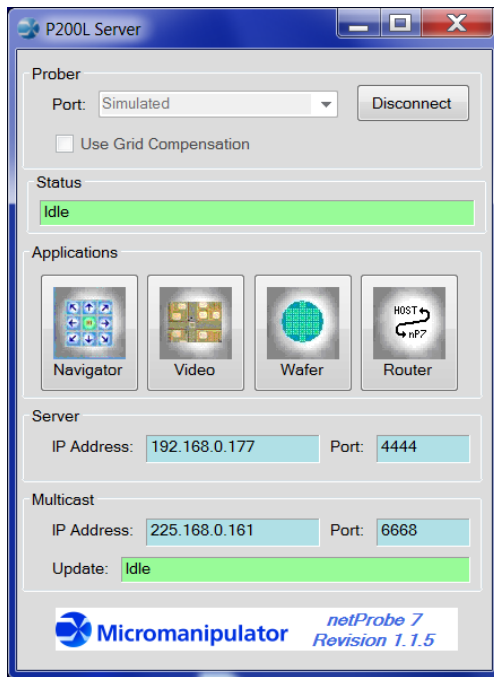 P200L Server
Prober
Port: Simulated
Disconnect
Use Grid Compensation
Status
Idle
Applications
HOST
nP7
Navigator Video Wafer Router
Server
IP Address: 192.168.0.177 Port: 4444
Multicast
IP Address: 225.168.0.161 Port: 6668
Update: Idle
Micromanipulator
netProbe 7
Revision 1.1.5